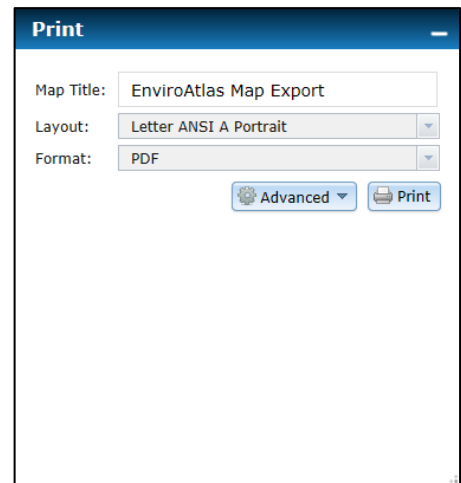 Print
Map Title: EnviroAtlas Map Export
Layout: Letter ANSI A Portrait
Format: PDF
Advanced Print